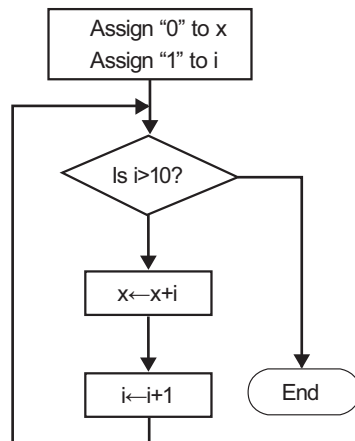 Assign “0” to x
Assign “1” to i
Is i>10?
x←x+i
i←i+1
End